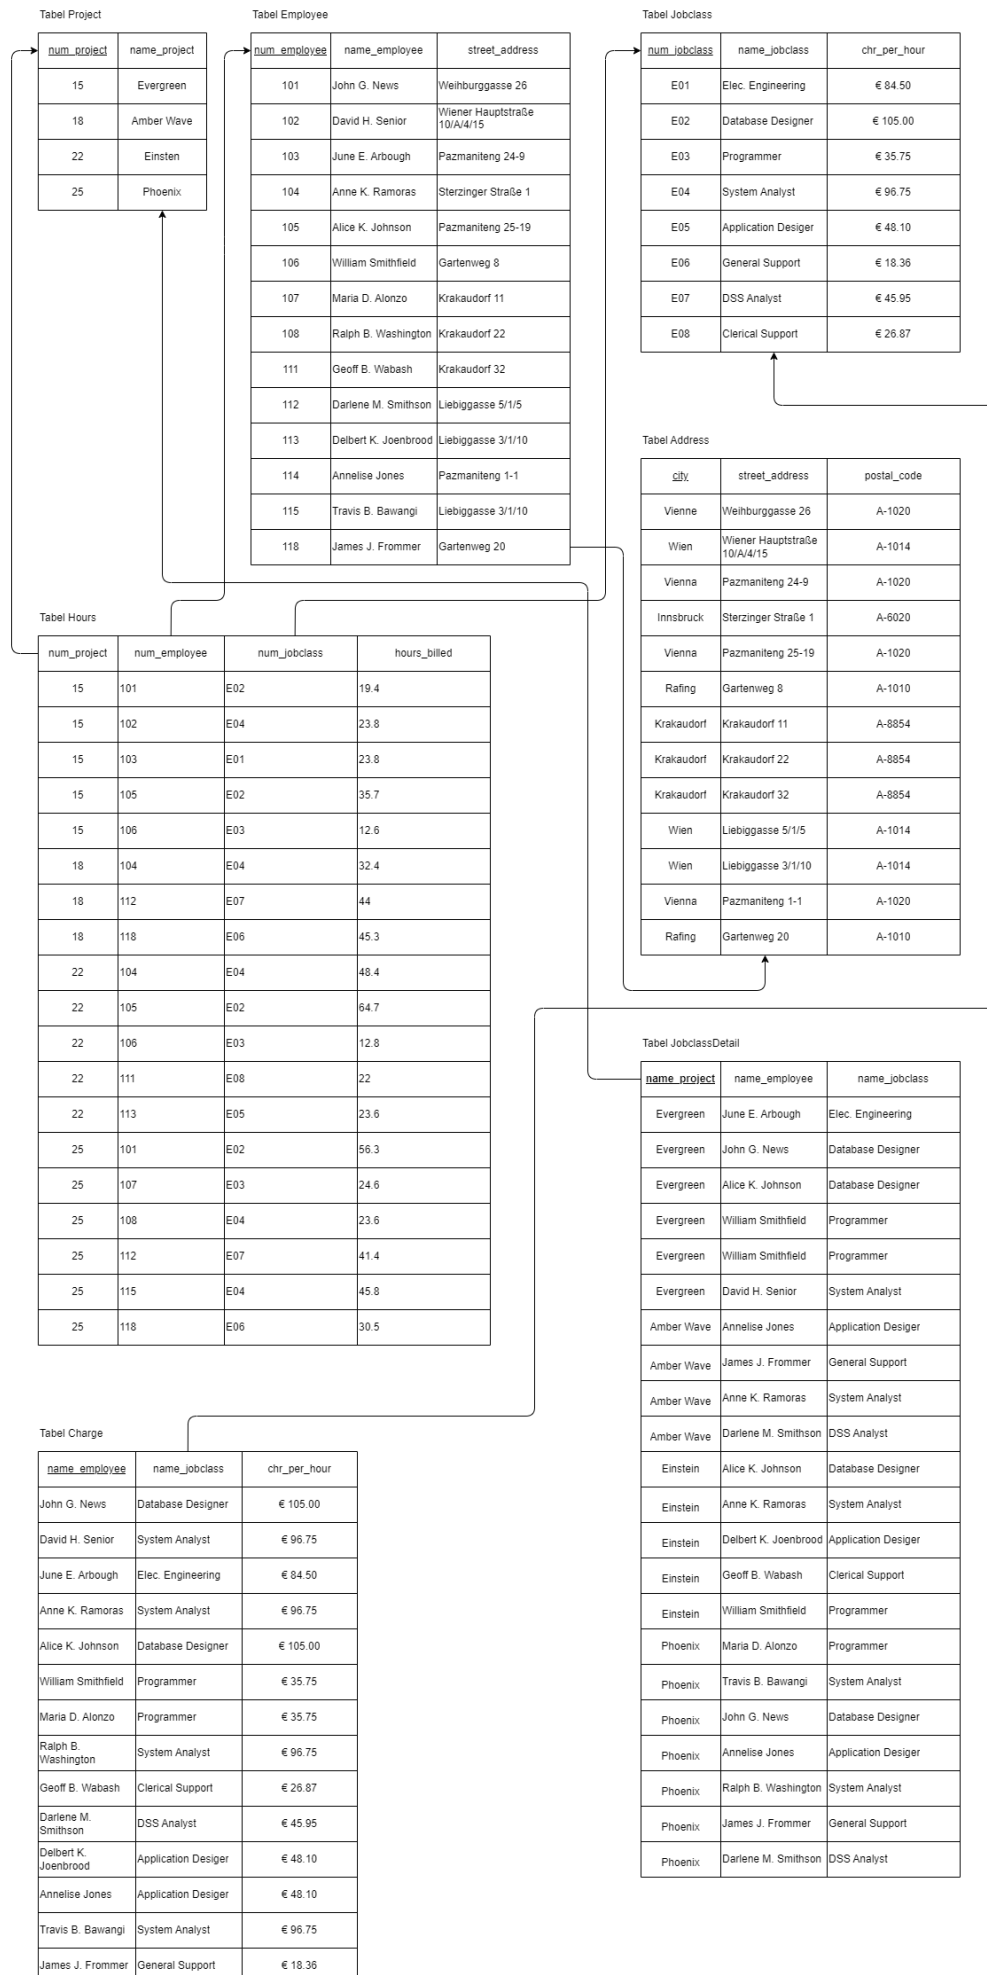 Tabel Project
num_project name_project
15 Evergreen
18 Amber Wave
22 Einsten
25 Phoenix
Tabel Employee
num_employee name_employee street_address
101 John G. News Weihburggasse 26
102 David H. Senior Wiener Hauptstraße
10/A/4/15
103 June E. Arbough Pazmaniteng 24-9
104 Anne K. Ramoras Sterzinger Straße 1
105 Alice K. Johnson Pazmaniteng 25-19
106 William Smithfield Gartenweg 8
107 Maria D. Alonzo Krakaudorf 11
108 Ralph B. Washington Krakaudorf 22
111 Geoff B. Wabash Krakaudorf 32
112 Darlene M. Smithson Liebiggasse 5/1/5
113 Delbert K. Joenbrood Liebiggasse 3/1/10
114 Annelise Jones Pazmaniteng 1-1
115 Travis B. Bawangi Liebiggasse 3/1/10
118 James J. Frommer Gartenweg 20
Tabel Jobclass
num_jobclass name_jobclass chr_per_hour
E01 Elec. Engineering € 84.50
E02 Database Designer € 105.00
E03 Programmer € 35.75
E04 System Analyst € 96.75
E05 Application Desiger € 48.10
E06 General Support € 18.36
E07 DSS Analyst € 45.95
E08 Clerical Support € 26.87
Tabel Address
city street_address postal_code
Vienne Weihburggasse 26 A-1020
Wien Wiener Hauptstraße
10/A/4/15 A-1014
Vienna Pazmaniteng 24-9 A-1020
Innsbruck Sterzinger Straße 1 A-6020
Vienna Pazmaniteng 25-19 A-1020
Rafing Gartenweg 8 A-1010
Krakaudorf Krakaudorf 11 A-8854
Krakaudorf Krakaudorf 22 A-8854
Krakaudorf Krakaudorf 32 A-8854
Wien Liebiggasse 5/1/5 A-1014
Wien Liebiggasse 3/1/10 A-1014
Vienna Pazmaniteng 1-1 A-1020
Rafing Gartenweg 20 A-1010
Tabel Hours
num_project num_employee num_jobclass hours_billed
15 101 E02 19.4
15 102 E04 23.8
15 103 E01 23.8
15 105 E02 35.7
15 106 E03 12.6
18 104 E04 32.4
18 112 E07 44
18 118 E06 45.3
22 104 E04 48.4
22 105 E02 64.7
22 106 E03 12.8
22 111 E08 22
22 113 E05 23.6
25 101 E02 56.3
25 107 E03 24.6
25 108 E04 23.6
25 112 E07 41.4
25 115 E04 45.8
25 118 E06 30.5
Tabel JobclassDetail
name_project name_employee name_jobclass
Evergreen June E. Arbough Elec. Engineering
Evergreen John G. News Database Designer
Evergreen Alice K. Johnson Database Designer
Evergreen William Smithfield Programmer
Evergreen William Smithfield Programmer
Evergreen David H. Senior System Analyst
Amber Wave Annelise Jones Application Desiger
Amber Wave James J. Frommer General Support
Amber Wave Anne K. Ramoras System Analyst
Amber Wave Darlene M. Smithson DSS Analyst
Einstein Alice K. Johnson Database Designer
Einstein Anne K. Ramoras System Analyst
Einstein Delbert K. Joenbrood Application Desiger
Einstein Geoff B. Wabash Clerical Support
Einstein William Smithfield Programmer
Phoenix Maria D. Alonzo Programmer
Phoenix Travis B. Bawangi System Analyst
Phoenix John G. News Database Designer
Phoenix Annelise Jones Application Desiger
Phoenix Ralph B. Washington System Analyst
Phoenix James J. Frommer General Support
Phoenix Darlene M. Smithson DSS Analyst
Tabel Charge
name_employee name_jobclass chr_per_hour
John G. News Database Designer € 105.00
David H. Senior System Analyst € 96.75
June E. Arbough Elec. Engineering € 84.50
Anne K. Ramoras System Analyst € 96.75
Alice K. Johnson Database Designer € 105.00
William Smithfield Programmer € 35.75
Maria D. Alonzo Programmer € 35.75
Ralph B.
Washington System Analyst € 96.75
Geoff B. Wabash Clerical Support € 26.87
Darlene M.
Smithson DSS Analyst € 45.95
Delbert K.
Joenbrood Application Desiger € 48.10
Annelise Jones Application Desiger € 48.10
Travis B. Bawangi System Analyst € 96.75
James J. Frommer General Support € 18.36